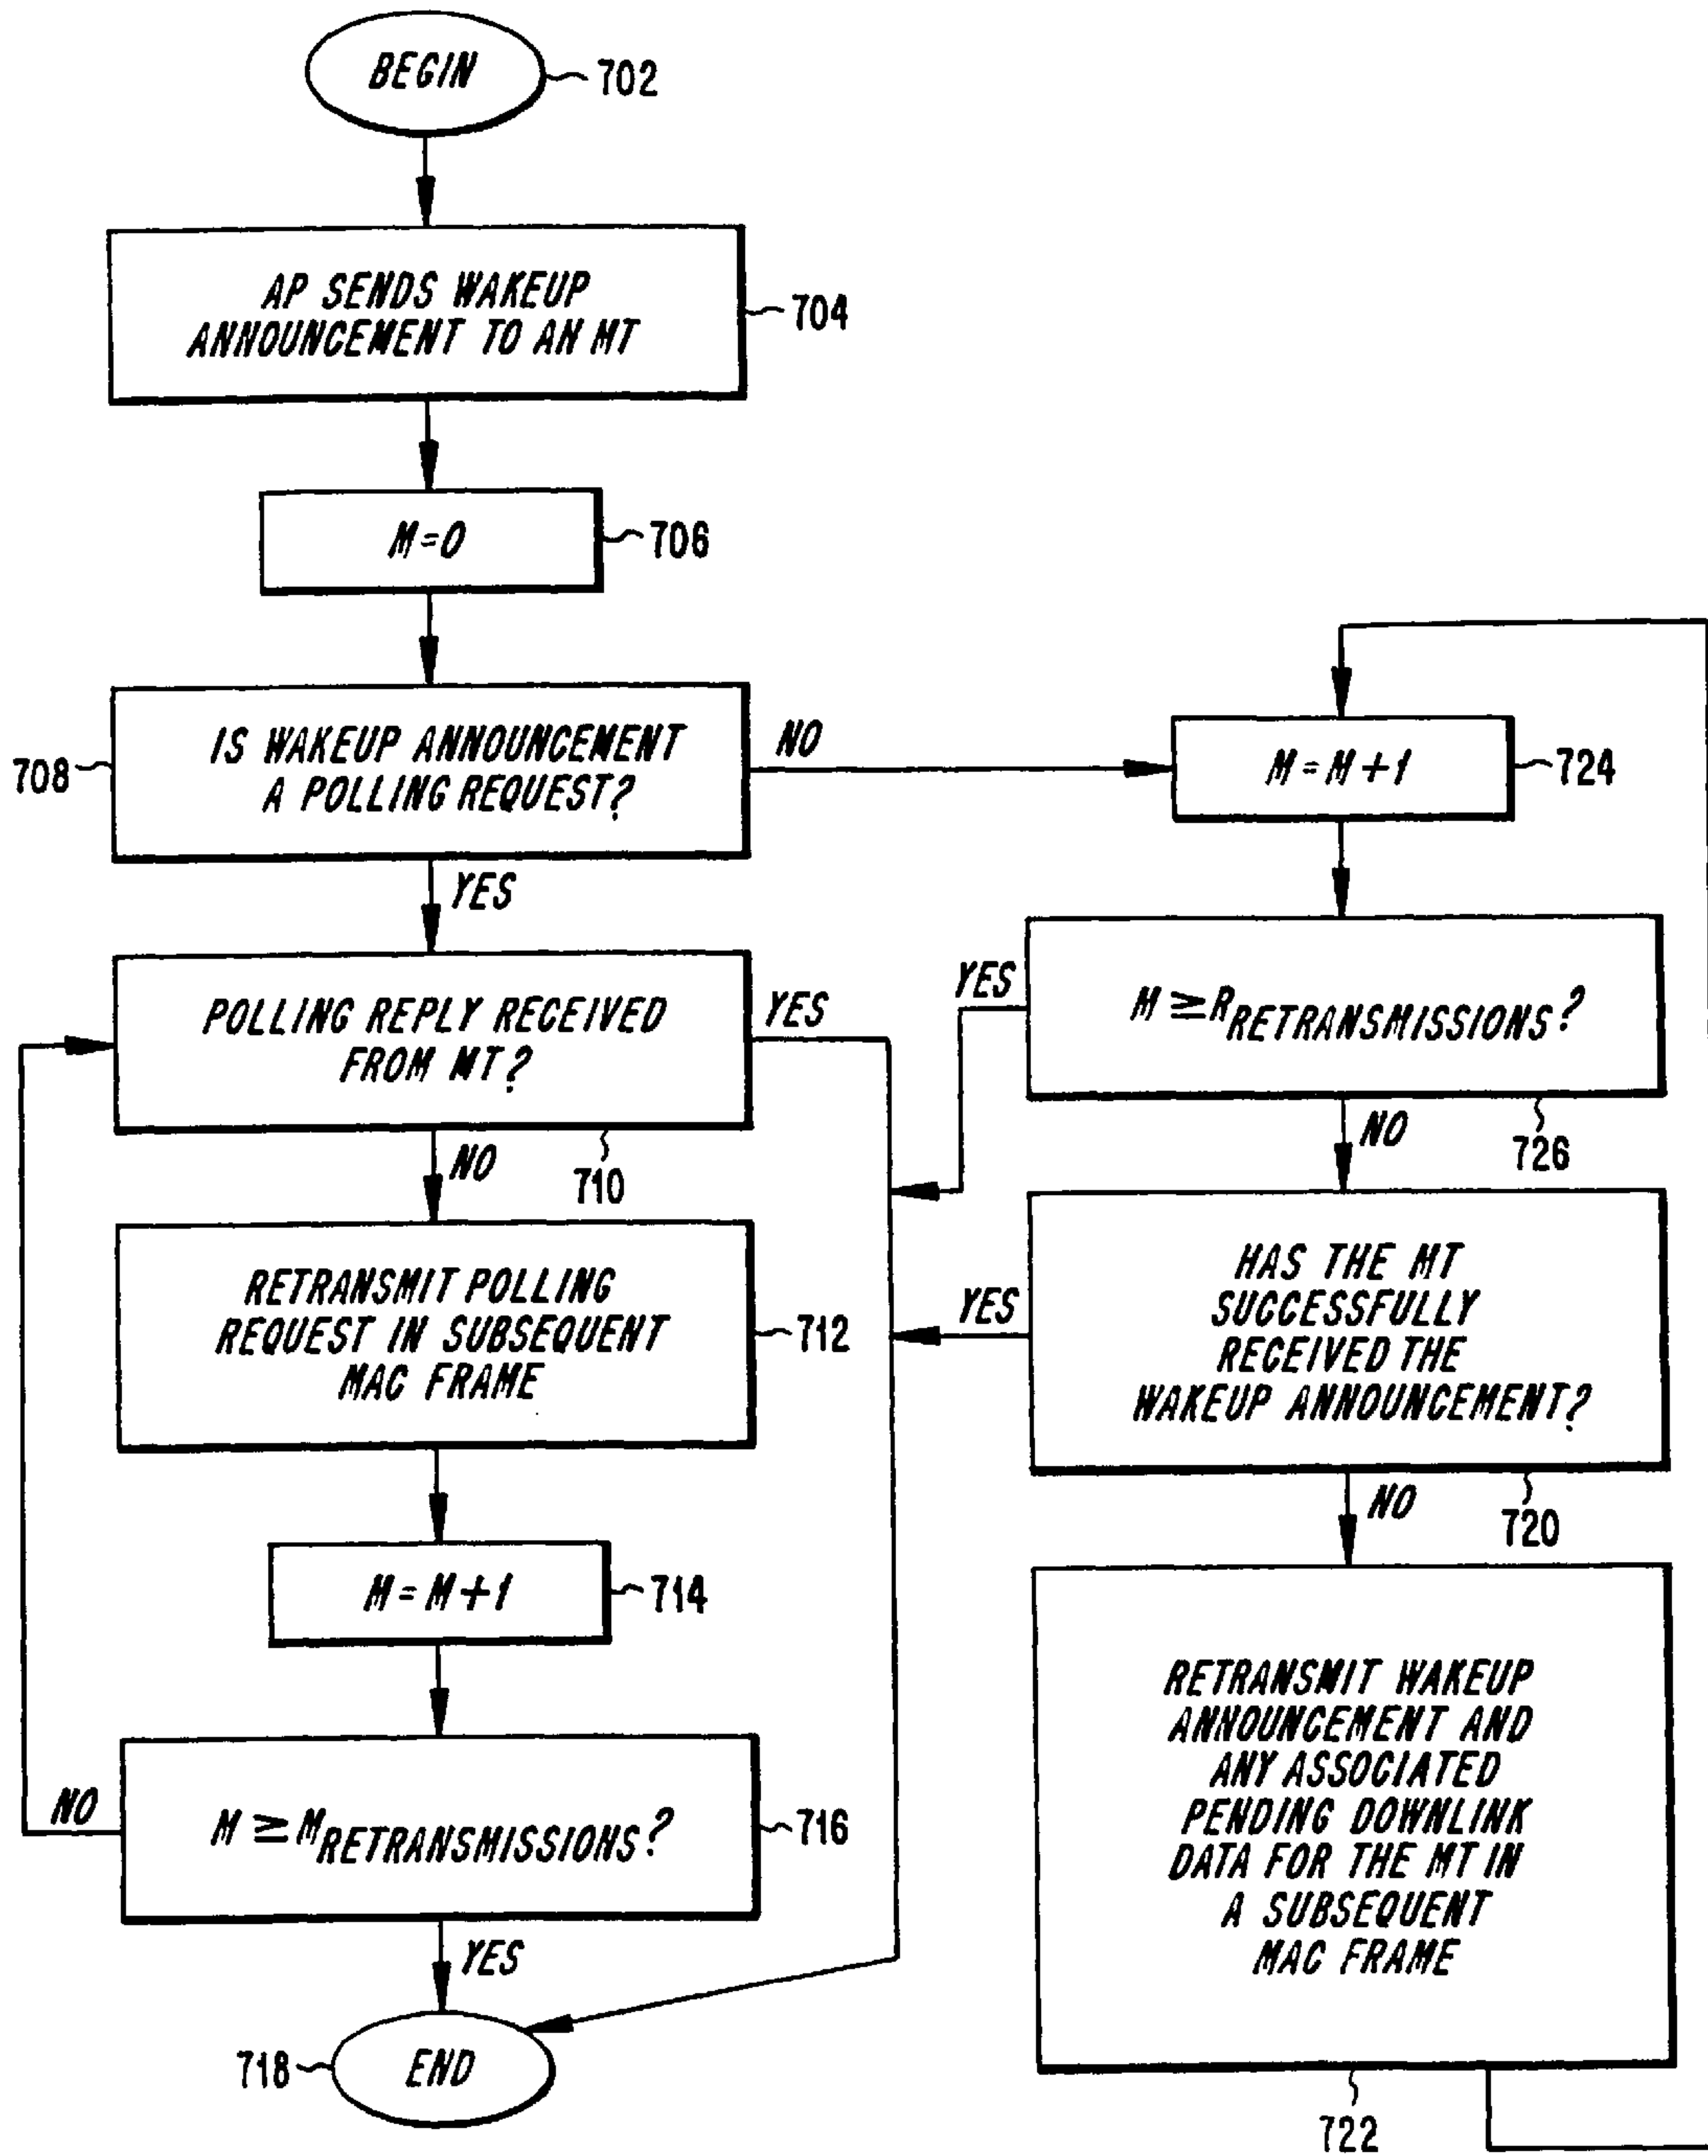 BEGIN
702
AP SENDS WAKEUP
ANNOUNCEMENT TO AN MT
704
M=0
706
IS WAKEUP ANNOUNCEMENT
A POLLING REQUEST?
708
NO
YES
M=M+1
724
POLLING REPLY RECEIVED
FROM MT?
710
YES
NO
M≥RRETRANSMISSIONS?
726
YES
NO
RETRANSMIT POLLING
REQUEST IN SUBSEQUENT
MAC FRAME
712
HAS THE MT
SUCCESSFULLY
RECEIVED THE
WAKEUP ANNOUNCEMENT?
720
YES
NO
M=M+1
714
M≥MRETRANSMISSIONS?
716
NO
YES
RETRANSMIT WAKEUP
ANNOUNCEMENT AND
ANY ASSOCIATED
PENDING DOWNLINK
DATA FOR THE MT IN
A SUBSEQUENT
MAC FRAME
722
END
718